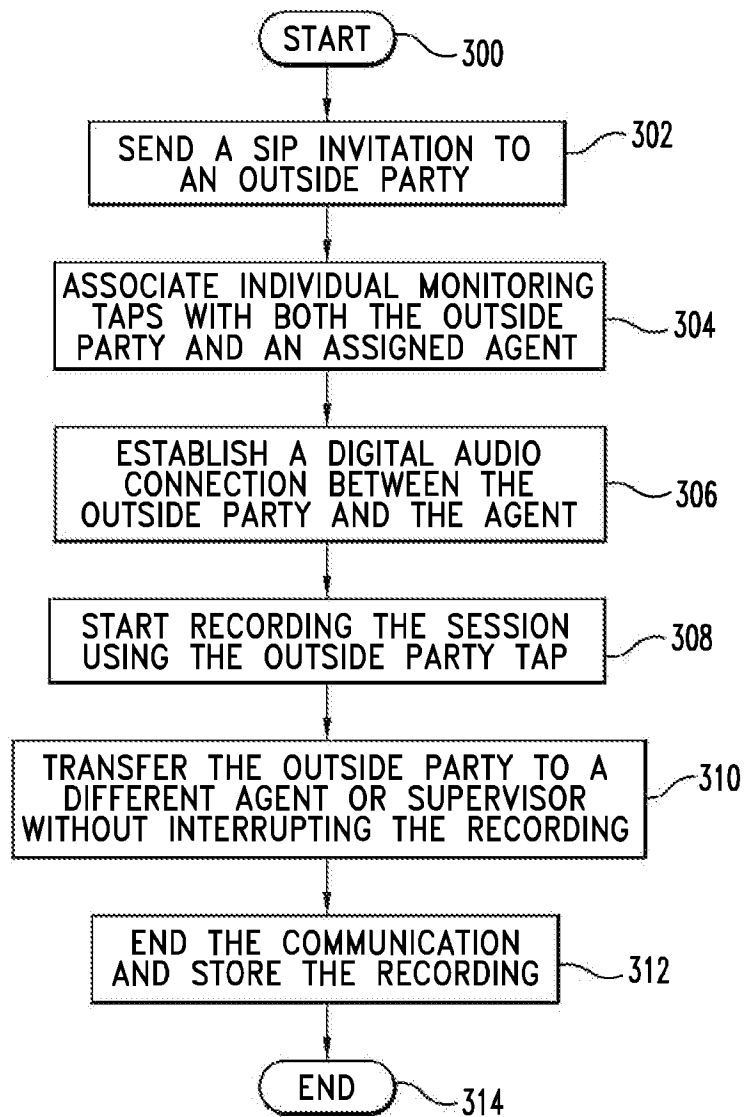 START
300
SEND A SIP INVITATION TO
AN OUTSIDE PARTY
302
ASSOCIATE INDIVIDUAL MONITORING
TAPS WITH BOTH THE OUTSIDE
PARTY AND AN ASSIGNED AGENT
304
ESTABLISH A DIGITAL AUDIO
CONNECTION BETWEEN THE
OUTSIDE PARTY AND THE AGENT
306
START RECORDING THE SESSION
USING THE OUTSIDE PARTY TAP
308
TRANSFER THE OUTSIDE PARTY TO A
DIFFERENT AGENT OR SUPERVISOR
WITHOUT INTERRUPTING THE RECORDING
310
END THE COMMUNICATION
AND STORE THE RECORDING
312
END
314